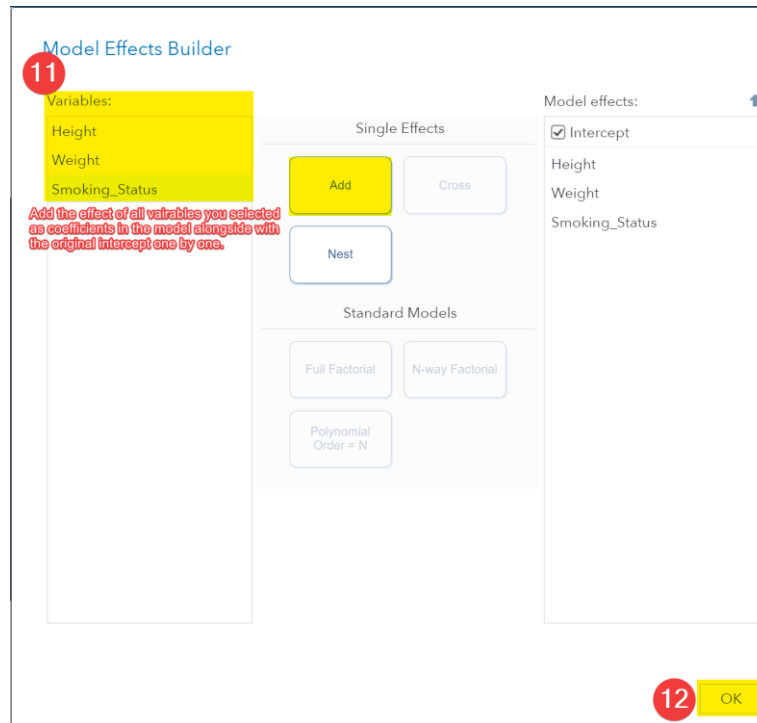 Model Effects Builder
11
Variables:
Height
Weight
Smoking_Status
Add the effect of all vairables you selected
as coefficients in the model alongside with
the original intercept one by one.
Single Effects
Add
Cross
Nest
Standard Models
Full Factorial
N-way Factorial
Polynomial
Order = N
Model effects:
Intercept
Height
Weight
Smoking_Status
12
OK